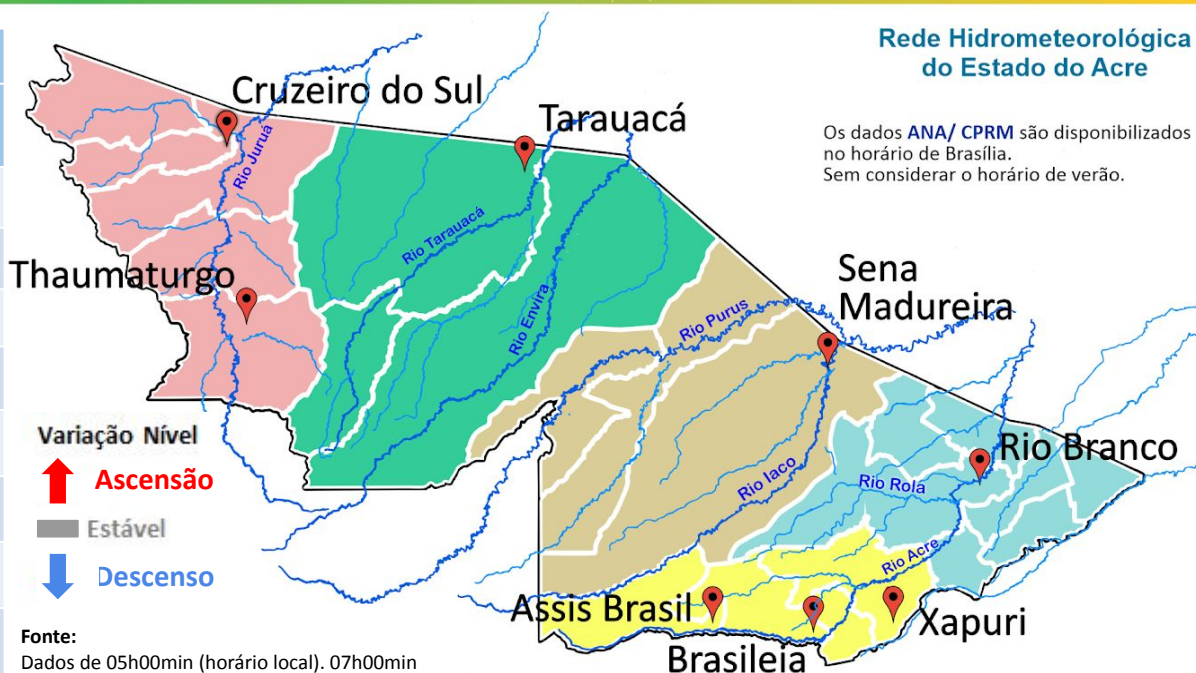 Rede Hidrometeorológica
do Estado do Acre
Os dados ANA/ CPRM são disponibilizados
no horário de Brasília.
Sem considerar o horário de verão.
Cruzeiro do Sul
Tarauacá
Rio Juruá
Rio Tarauacá
Thaumaturgo
Sena
Madureira
Rio Envira
Rio Purus
Variação Nível
Ascensão
Estável
Descenso
Rio Branco
Rio Iaco
Rio Rola
Rio Acre
Assis Brasil
Xapuri
Brasileia
Fonte:
Dados de 05h00min (horário local). 07h00min